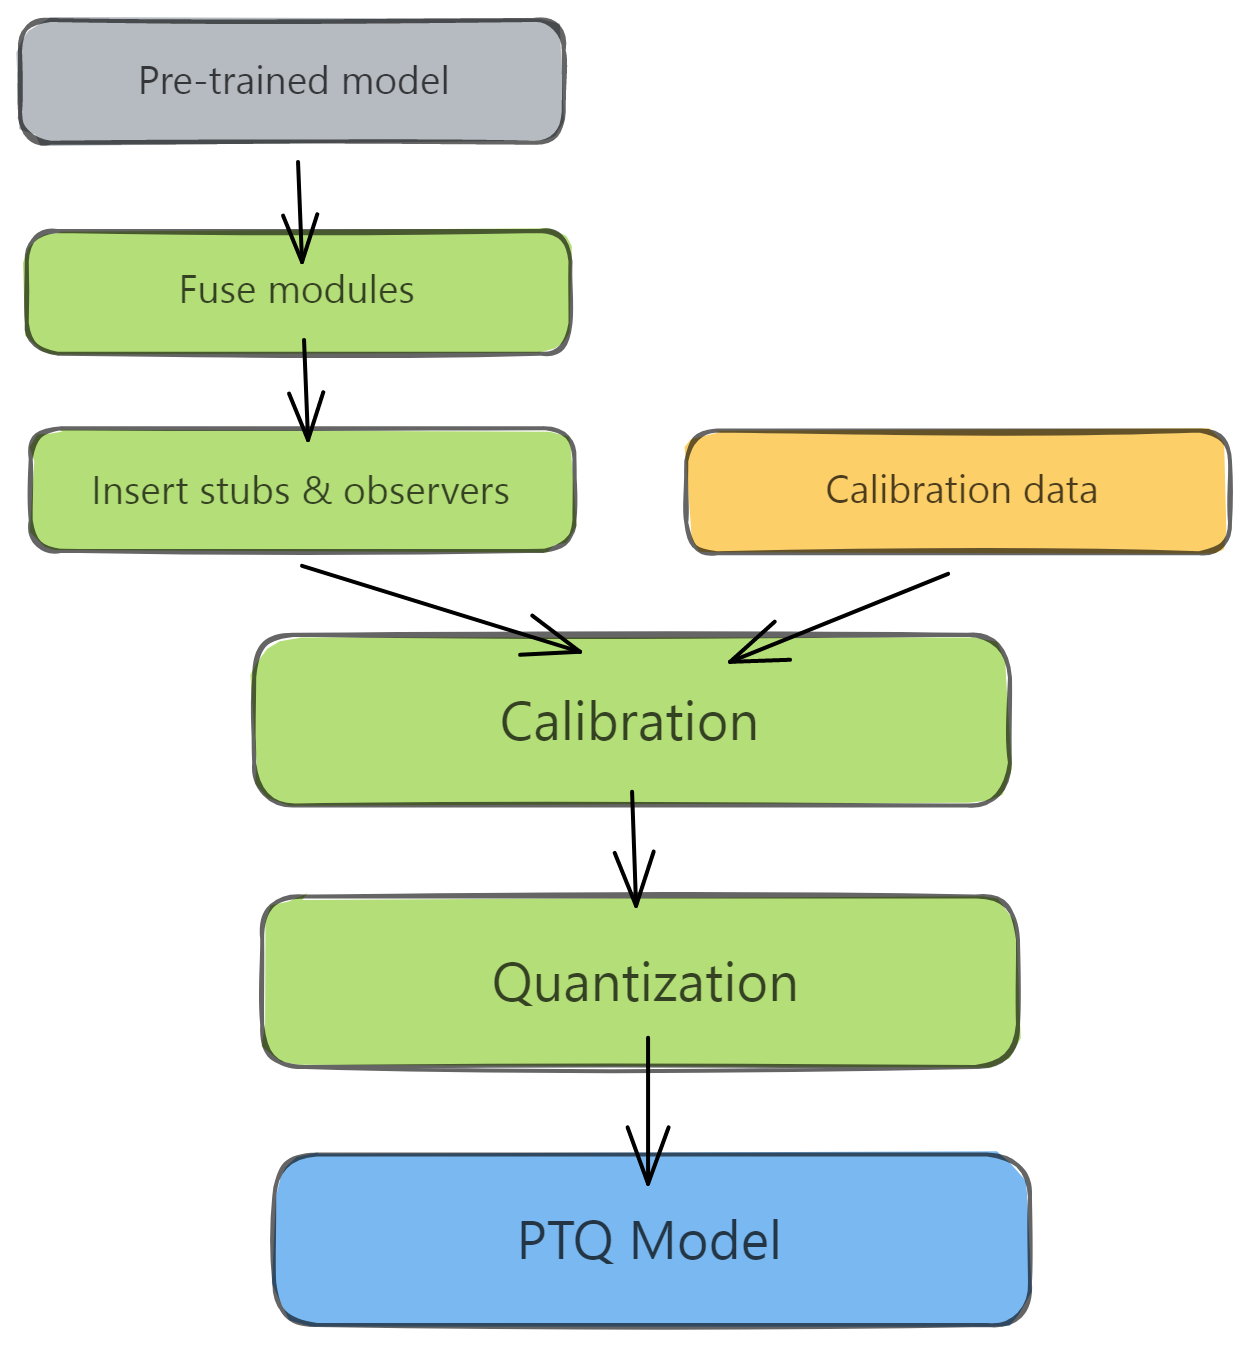 Pre-trained model
Fuse modules
Insert stubs & observers
Calibration data
Calibration
Quantization
PTQ Model